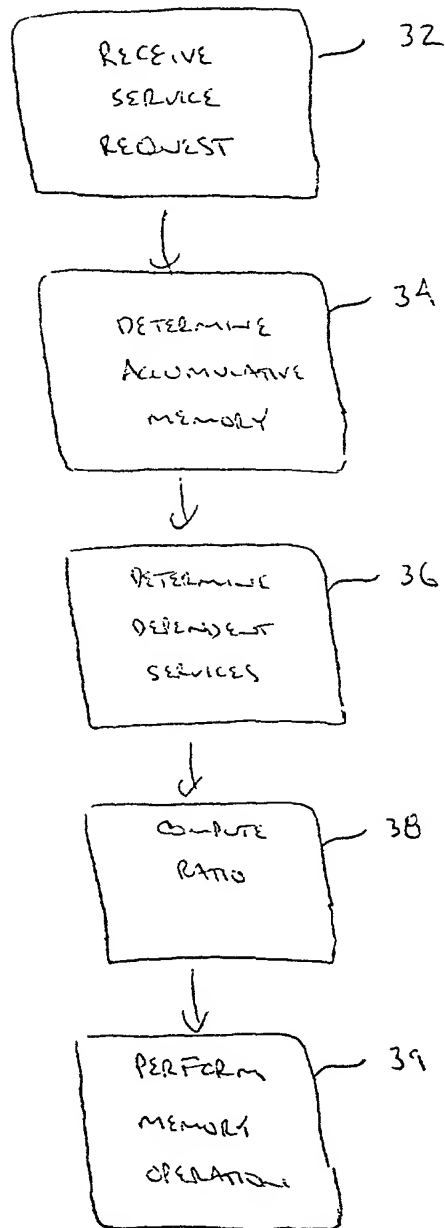 RECEIVE
SERVICE
REQUEST
32
DETERMINE
ACCUMULATIVE
MEMORY
34
DETERMINE
DEPENDENT
SERVICES
36
COMPUTE
RATIO
38
PERFORM
MEMORY
OPERATION
39